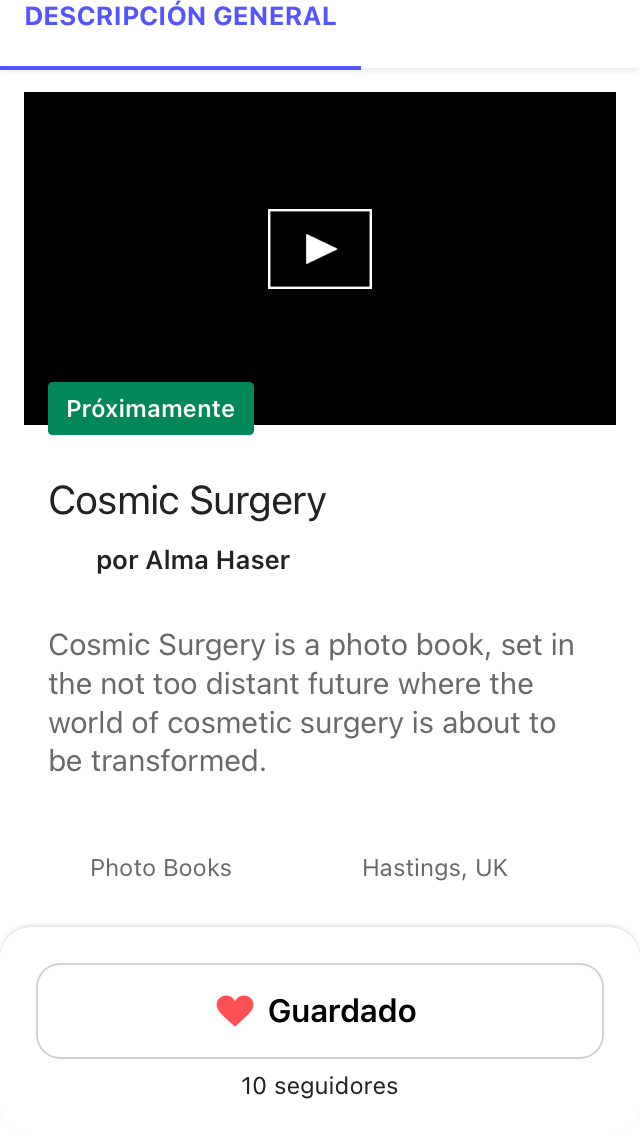 DESCRIPCIÓN GENERAL
Próximamente
Cosmic Surgery
por Alma Haser
Cosmic Surgery is a photo book, set in
the not too distant future where the
world of cosmetic surgery is about to
be transformed.
Photo Books
Hastings, UK
Guardado
10 seguidores